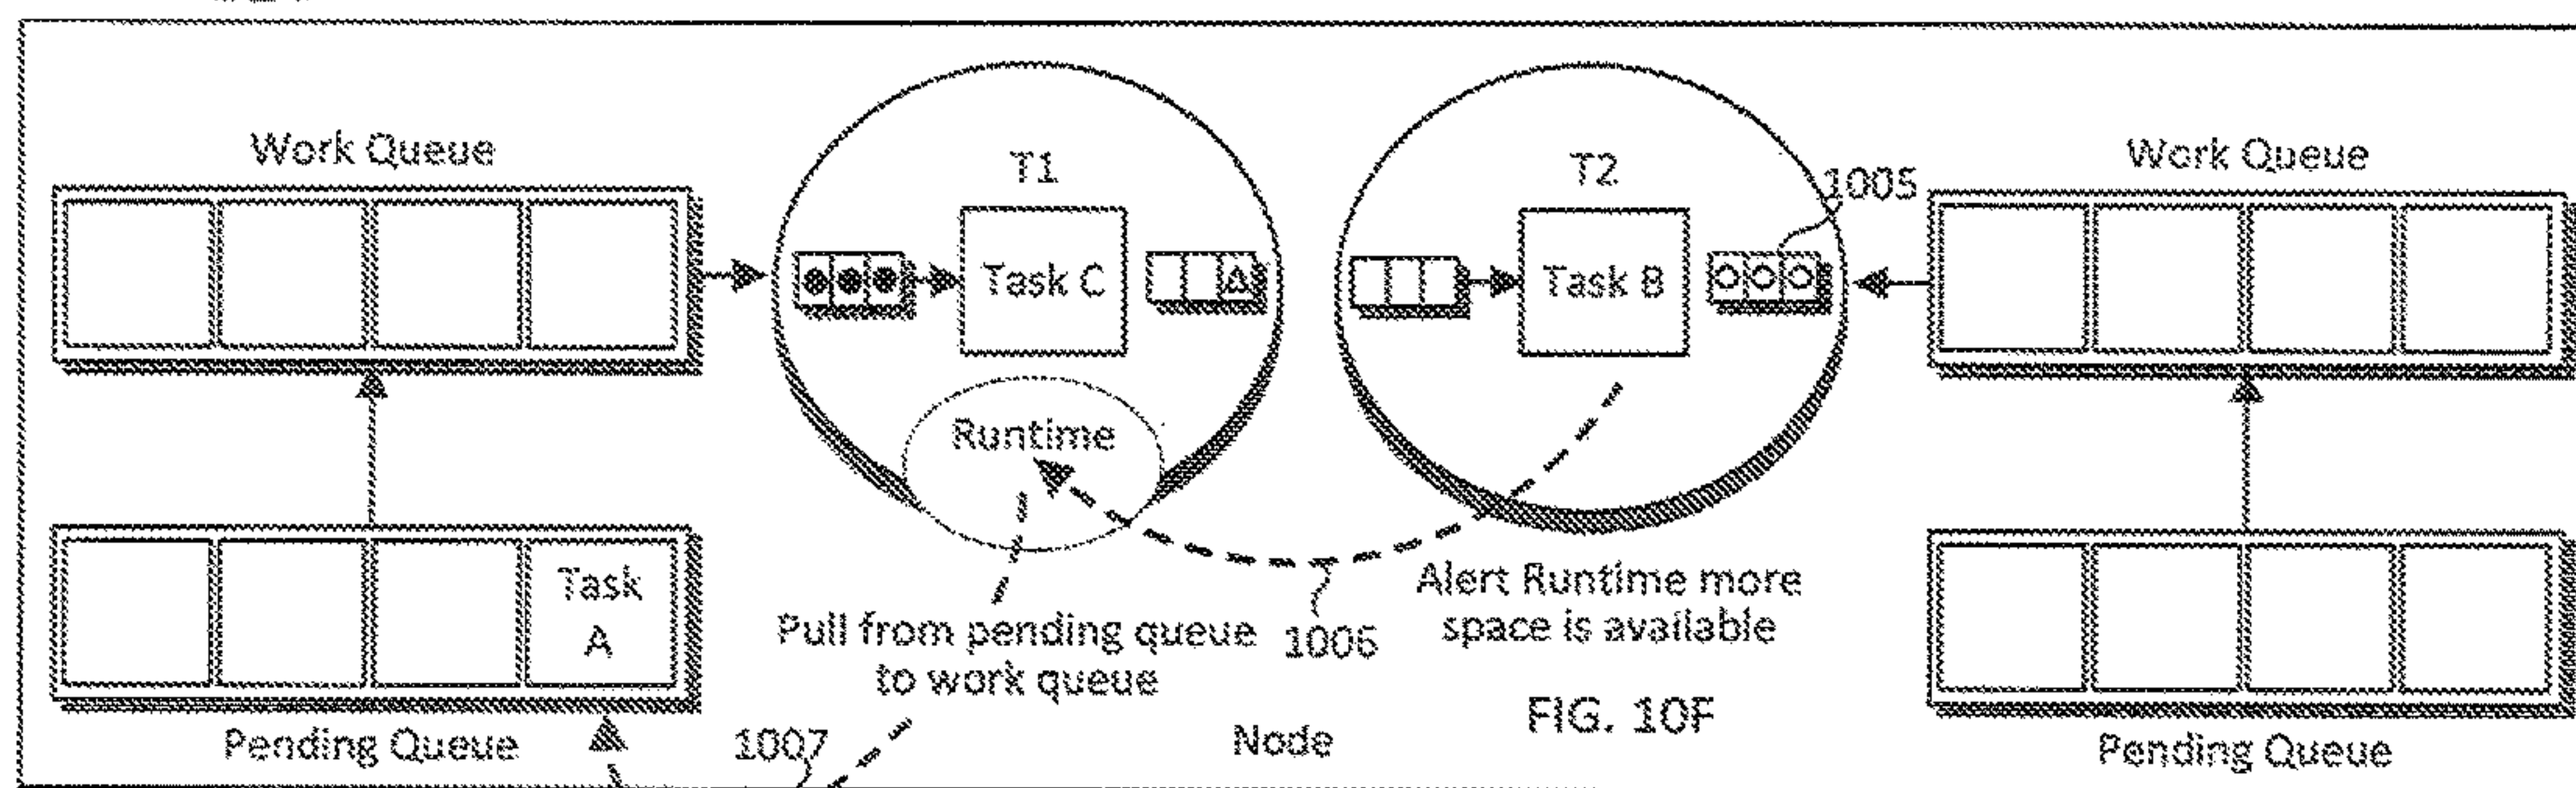 Work Queue
T1
T2
1005
Work Queue
Task C
Task B
Runtime
Task
A
Pull from pending queue
to work queue
1006
Alert Runtime more
space is available
FIG. 10F
Pending Queue
1007
Node
Pending Queue